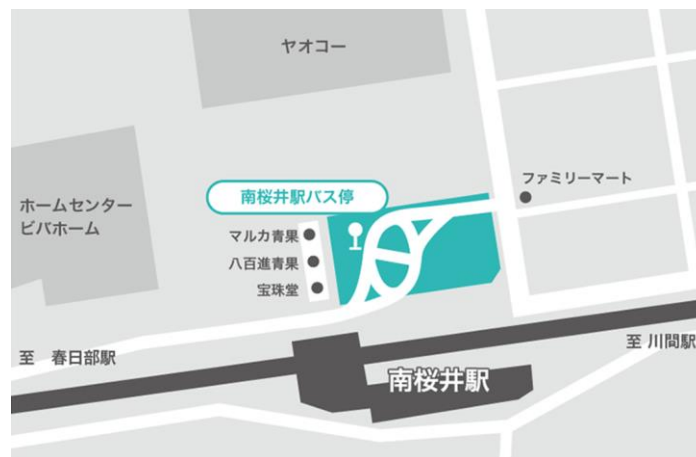 ヤオコー
ファミリーマート
南桜井駅バス停
ホームセンター
ビバホーム
マルカ青果
八百進青果
宝珠堂
至 川間駅
至 春日部駅
南桜井駅